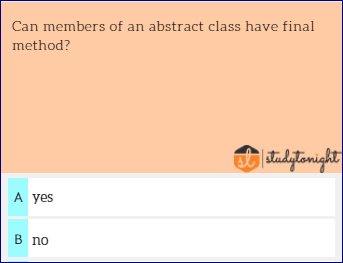 Can members of an abstract class have final
method?
st studytonight
A yes
B no